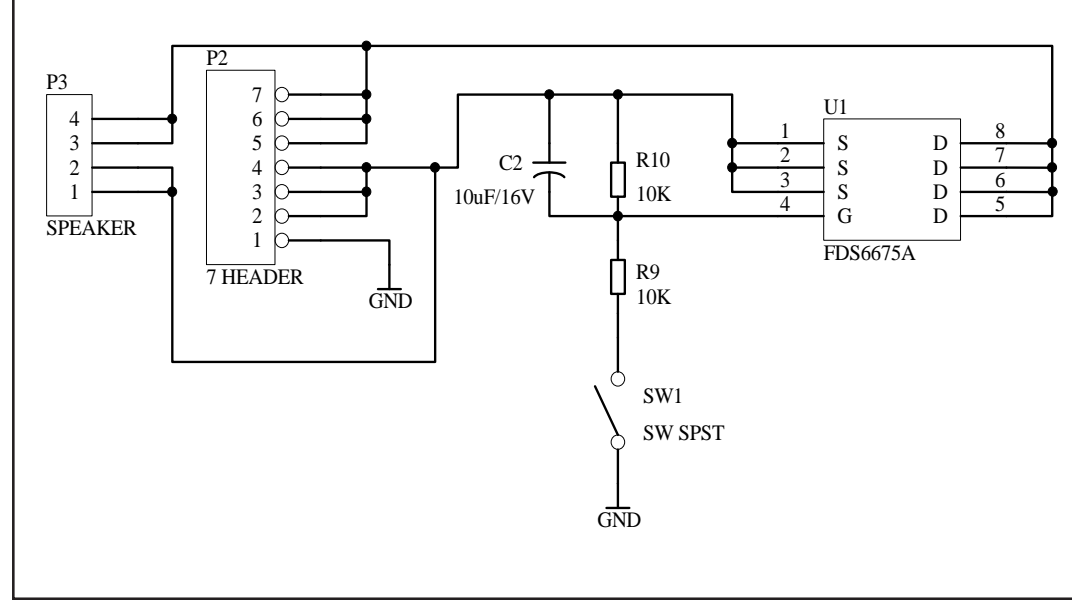 P3
4
3
2
1
SPEAKER
P2
7
6
5
4
3
2
1
7 HEADER
GND
C2
10uF/16V
R10
10K
R9
10K
SW1
SW SPST
GND
U1
1 S D 8
2 S D 7
3 S D 6
4 G D 5
FDS6675A